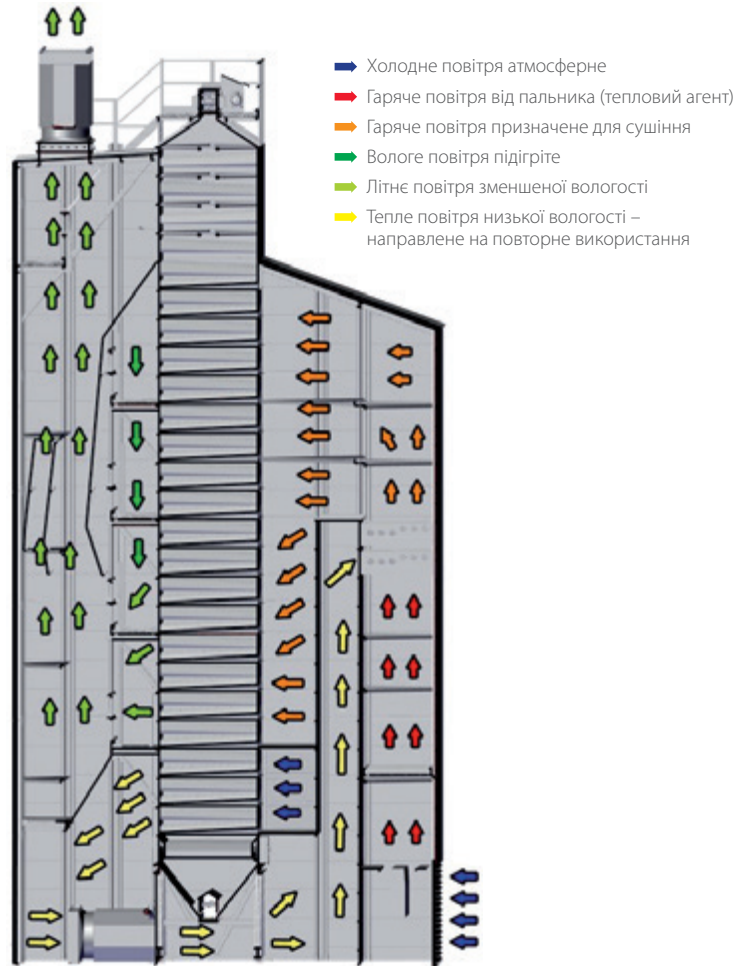 Холодне повітря атмосферне
Гаряче повітря від пальника (тепловий агент)
Гаряче повітря призначене для сушіння
Вологе повітря підігріте
Літнє повітря зменшеної вологості
Тепле повітря низької вологості –
направлене на повторне використання